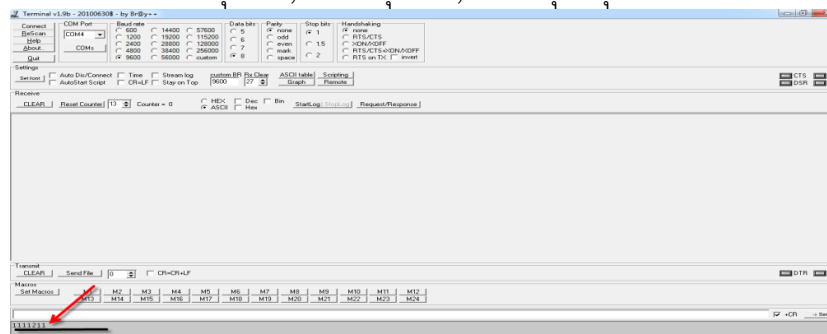 Terminal v1.9b - 20100630ß - by Br@y++
Connect
ReScan
Help
About..
Quit
COM Port
COM4
COMs
Baud rate
600 14400 57600
1200 19200 115200
2400 28800 128000
4800 38400 256000
9600 56000 custom
Data bits
5
6
7
8
Parity
none
odd
even
mark
space
Stop bits
1
1.5
2
Handshaking
none
RTS/CTS
XON/XOFF
RTS/CTS+XON/XOFF
RTS on TX invert
Settings
Set font
Auto Dis/Connect Time Stream log
AutoStart Script CR=LF Stay on Top
custom BR Rx Clear
9600 27
ASCII table Scripting
Graph Remote
CTS
DSR
Receive
CLEAR Reset Counter 13 Counter = 0
HEX Dec Bin
ASCII Hex
StartLog StopLog Request/Response
Transmit
CLEAR Send File 0 CR=CR+LF
DTR
Macros
Set Macros
M1 M2 M3 M4 M5 M6 M7 M8 M9 M10 M11 M12
M13 M14 M15 M16 M17 M18 M19 M20 M21 M22 M23 M24
+CR
1111211